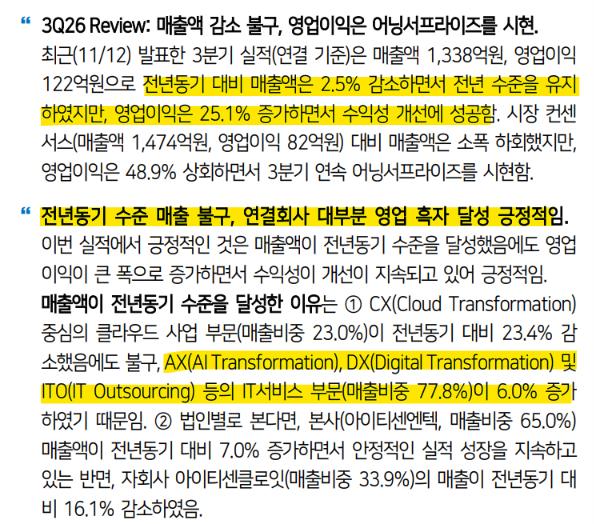 “ 3Q26 Review: 매출액 감소 불구, 영업이익은 어닝서프라이즈를 시현.
최근(11/12) 발표한 3분기 실적(연결 기준)은 매출액 1,338억원, 영업이익
122억원으로 전년동기 대비 매출액은 2.5% 감소하면서 전년 수준을 유지
하였지만, 영업이익은 25.1% 증가하면서 수익성 개선에 성공함. 시장 컨센
서스(매출액 1,474억원, 영업이익 82억원) 대비 매출액은 소폭 하회했지만,
영업이익은 48.9% 상회하면서 3분기 연속 어닝서프라이즈를 시현함.
“ 전년동기 수준 매출 불구, 연결회사 대부분 영업 흑자 달성 긍정적임.
이번 실적에서 긍정적인 것은 매출액이 전년동기 수준을 달성했음에도 영업
이익이 큰 폭으로 증가하면서 수익성이 개선이 지속되고 있어 긍정적임.
매출액이 전년동기 수준을 달성한 이유는 ① CX(Cloud Transformation)
중심의 클라우드 사업 부문(매출비중 23.0%)이 전년동기 대비 23.4% 감
소했음에도 불구, AX(AI Transformation), DX(Digital Transformation) 및
ITO(IT Outsourcing) 등의 IT서비스 부문(매출비중 77.8%)이 6.0% 증가
하였기 때문임. ② 법인별로 본다면, 본사(아이티센엔텍, 매출비중 65.0%)
매출액이 전년동기 대비 7.0% 증가하면서 안정적인 실적 성장을 지속하고
있는 반면, 자회사 아이티센클로잇(매출비중 33.9%)의 매출이 전년동기 대
비 16.1% 감소하였음.